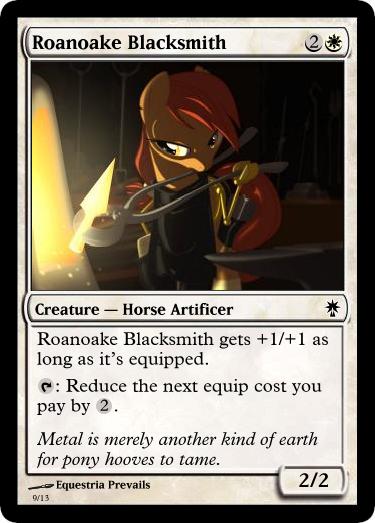 Roanoake Blacksmith 2
Creature — Horse Artificer
Roanoake Blacksmith gets +1/+1 as
long as it's equipped.
: Reduce the next equip cost you
pay by 2.
Metal is merely another kind of earth
for pony hooves to tame.
2/2
Equestria Prevails
9/13